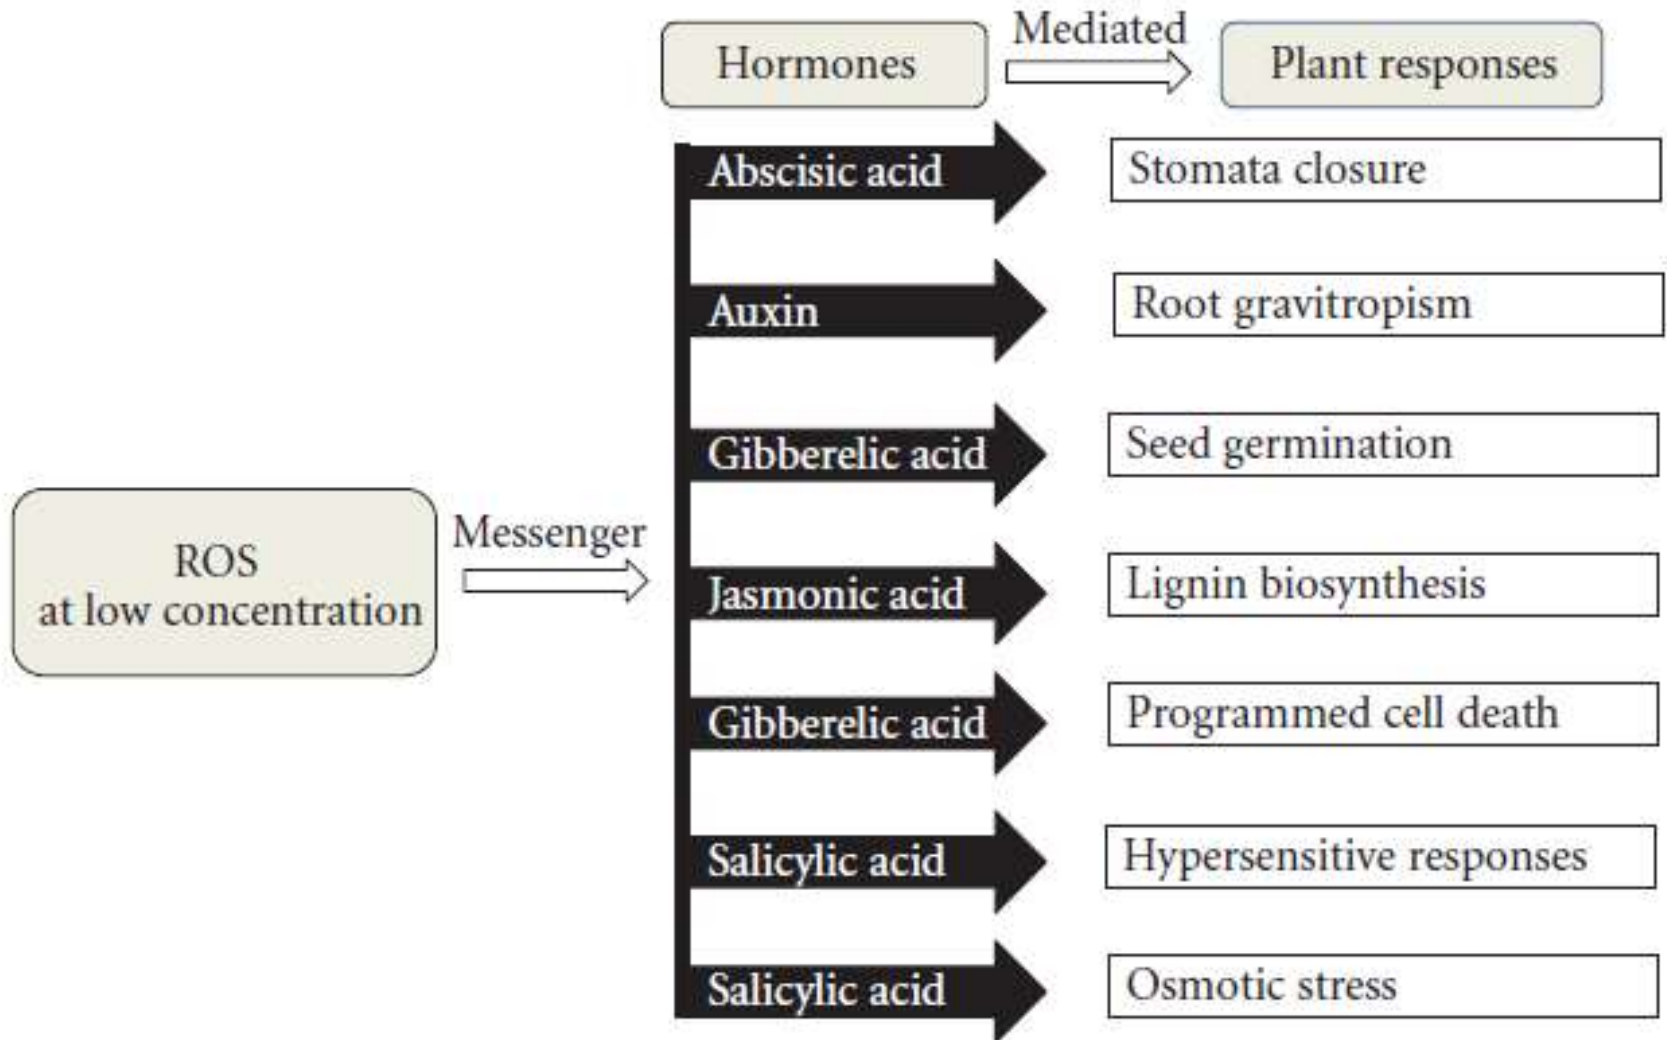 Hormones
Mediated
Plant responses
Abscisic acid
Stomata closure
Auxin
Root gravitropism
Gibberelic acid
Seed germination
ROS
at low concentration
Messenger
Jasmonic acid
Lignin biosynthesis
Gibberelic acid
Programmed cell death
Salicylic acid
Hypersensitive responses
Salicylic acid
Osmotic stress